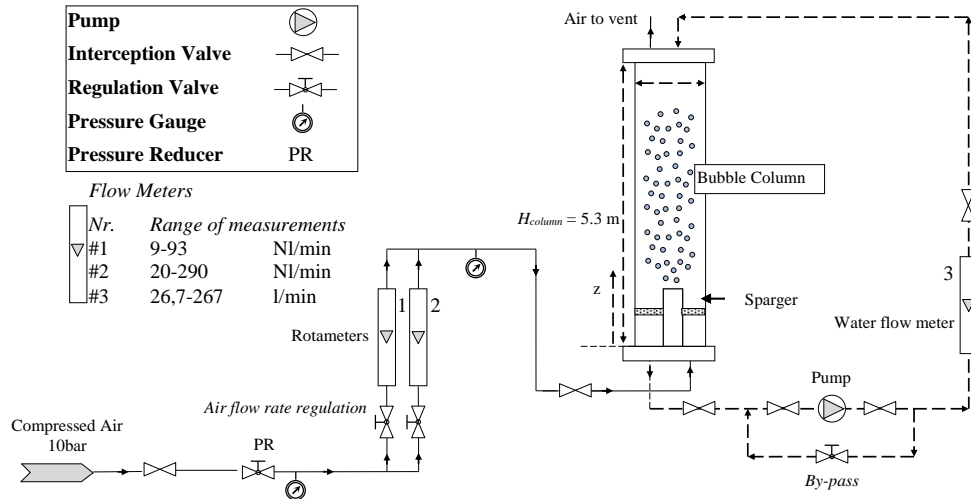 Pump
Interception Valve
Regulation Valve
Pressure Gauge
Pressure Reducer PR
Flow Meters
Nr. Range of measurements
#1 9-93 Nl/min
#2 20-290 Nl/min
#3 26,7-267 l/min
Air to vent
Bubble Column
H column = 5.3 m
z
Sparger
3
Water flow meter
1 2
Rotameters
Air flow rate regulation
Pump
By-pass
Compressed Air
10bar
PR